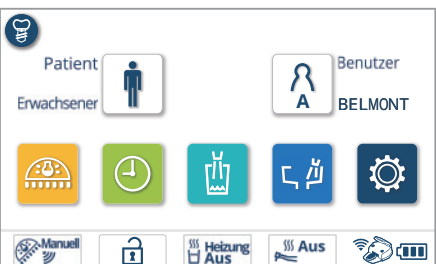 Patient
Benutzer
Erwachsener
A
BELMONT
Manuell
Heizung
Aus
Aus